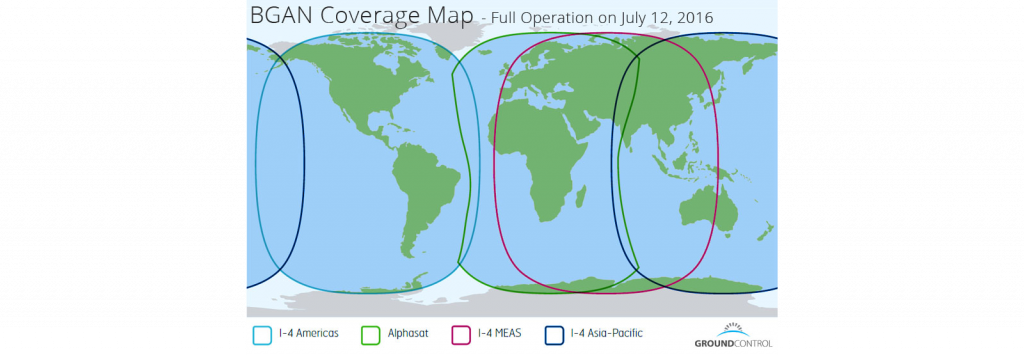 BGAN Coverage Map - Full Operation on July 12, 2016
I-4 Americas
Alphasat
I-4 MEAS
I-4 Asia-Pacific
GROUNDCONTROL